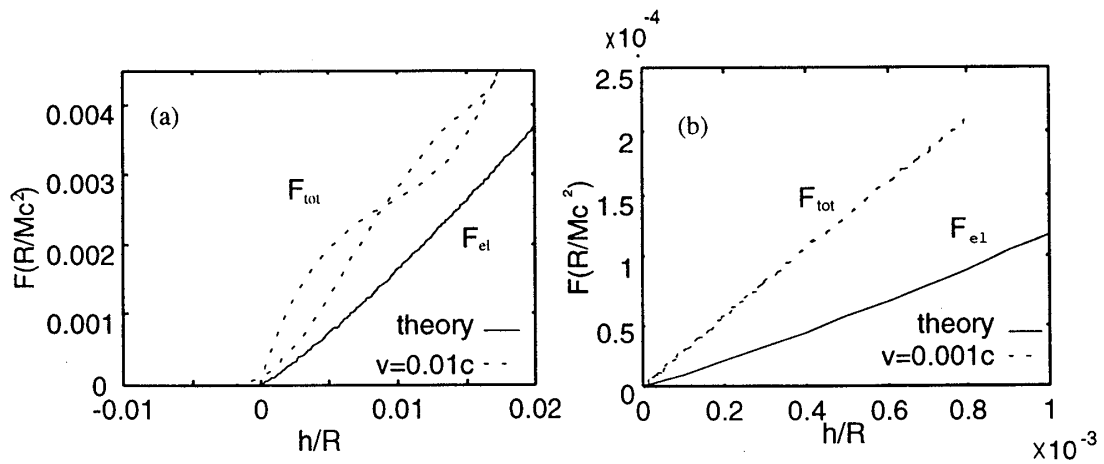 (a)
F(R/Mc²)
0.004
0.003
0.002
0.001
0
-0.01
0
0.01
0.02
h/R
F_tot
F_el
theory
v=0.01c
×10⁻⁴
(b)
F(R/Mc²)
2.5
2
1.5
1
0.5
0
0
0.2
0.4
0.6
0.8
1
h/R
×10⁻³
F_tot
F_el
theory
v=0.001c